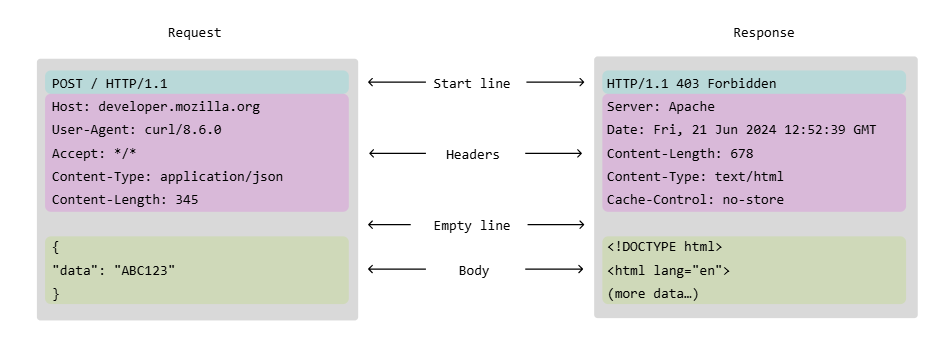 Request
Response
POST / HTTP/1.1
Host: developer.mozilla.org
User-Agent: curl/8.6.0
Accept: */*
Content-Type: application/json
Content-Length: 345
{
"data": "ABC123"
}
Start line
Headers
Empty line
Body
HTTP/1.1 403 Forbidden
Server: Apache
Date: Fri, 21 Jun 2024 12:52:39 GMT
Content-Length: 678
Content-Type: text/html
Cache-Control: no-store
<!DOCTYPE html>
<html lang="en">
(more data…)